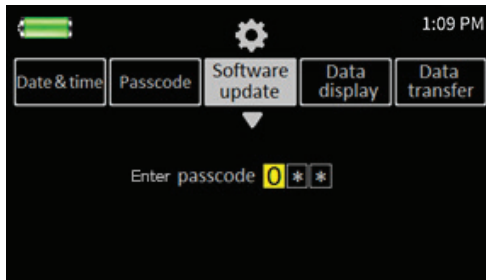 1:09 PM
Date & time Passcode Software update Data display Data transfer
Enter passcode 0 * *